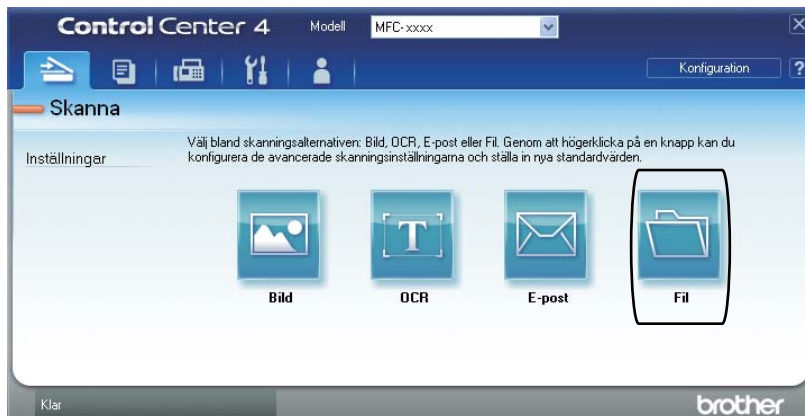 Control Center 4 Modell MFC-xxxx
Konfiguration ?
Skanna
Välj bland skanningsalternativen: Bild, OCR, E-post eller Fil. Genom att högerklicka på en knapp kan du
konfigurera de avancerade skanningsinställningarna och ställa in nya standardvärden.
Inställningar
T
Bild OCR E-post Fil
Klar brother